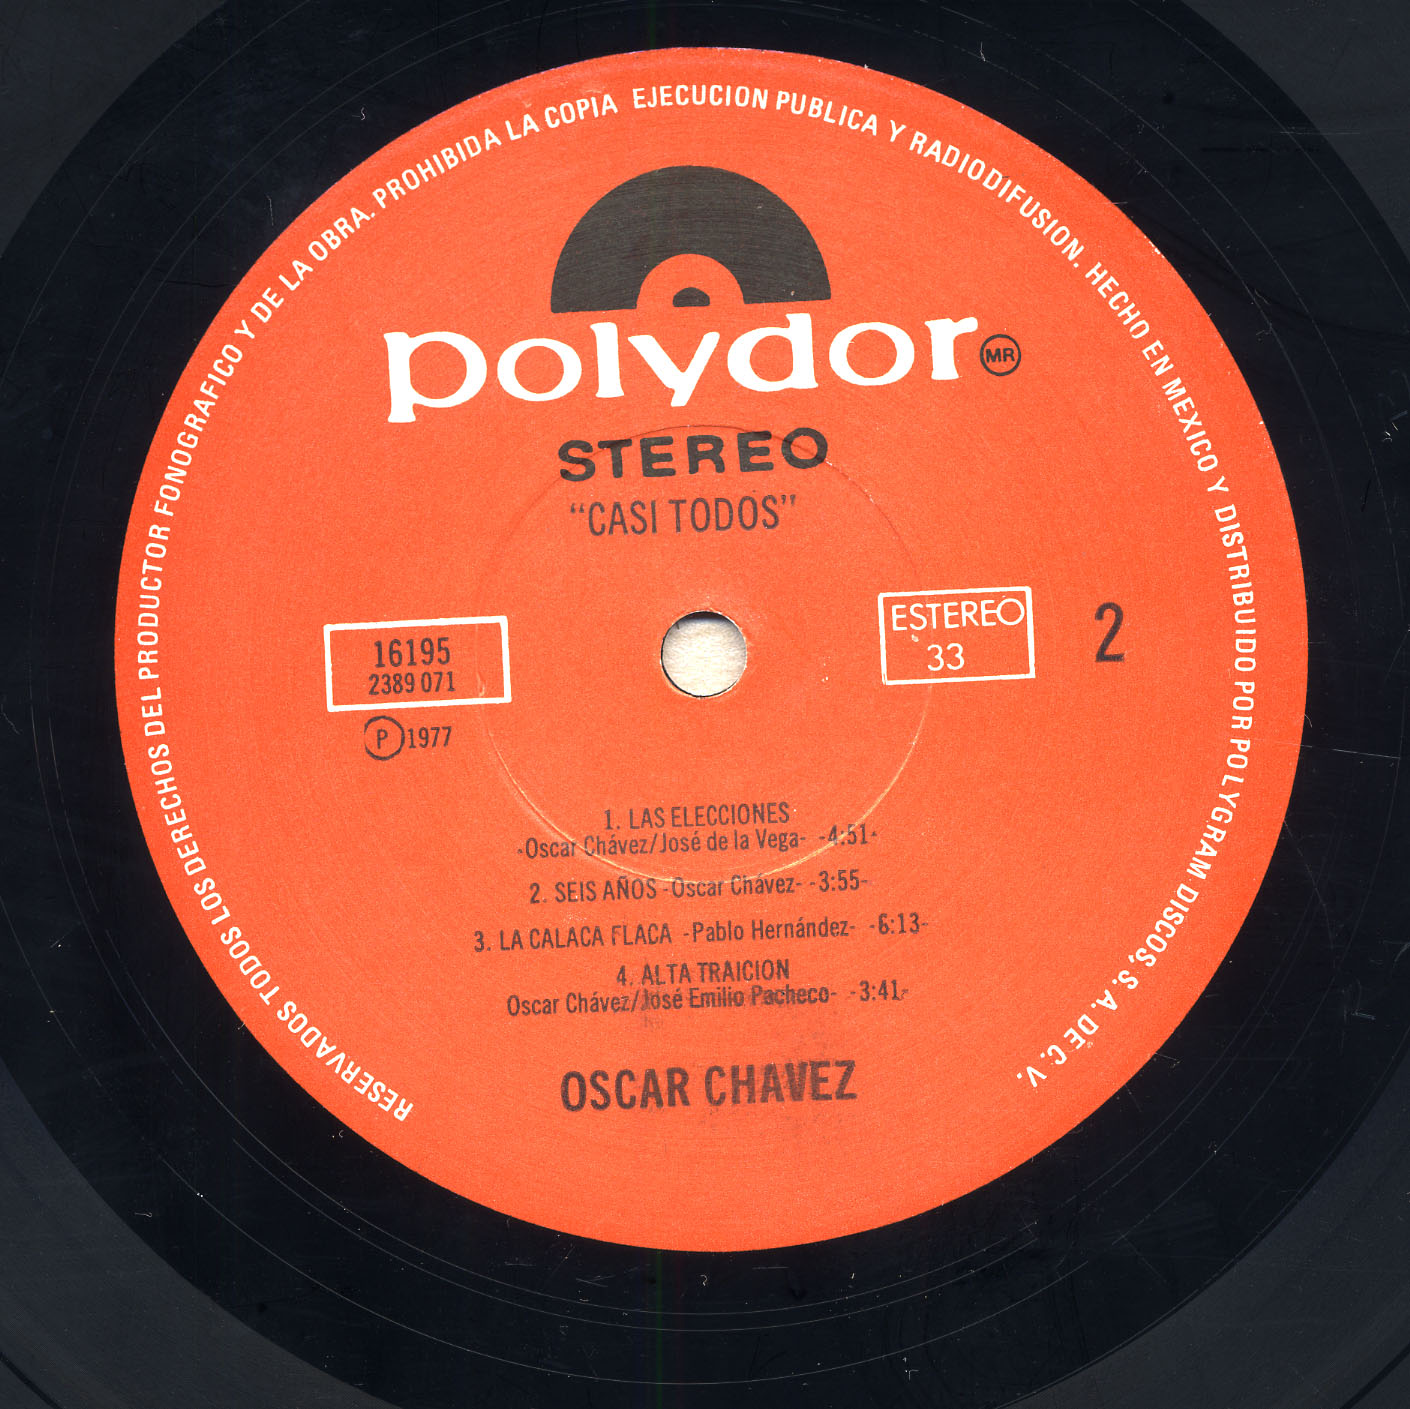 RESERVADOS TODOS LOS DERECHOS DEL PRODUCTOR FONOGRAFICO Y DE LA OBRA. PROHIBIDA LA COPIA EJECUCION PUBLICA Y RADIODIFUSION. HECHO EN MEXICO Y DISTRIBUIDO POR POLYGRAM DISCOS, S. A. DE C. V.
polydor MR
STEREO
“CASI TODOS”
16195
2389 071
P 1977
ESTEREO
33
2
1. LAS ELECCIONES
-Oscar Chávez/José de la Vega- -4:51-
2. SEIS AÑOS -Oscar Chávez- -3:55-
3. LA CALACA FLACA -Pablo Hernández- -6:13-
4. ALTA TRAICION
Oscar Chávez/José Emilio Pacheco- -3:41-
OSCAR CHAVEZ